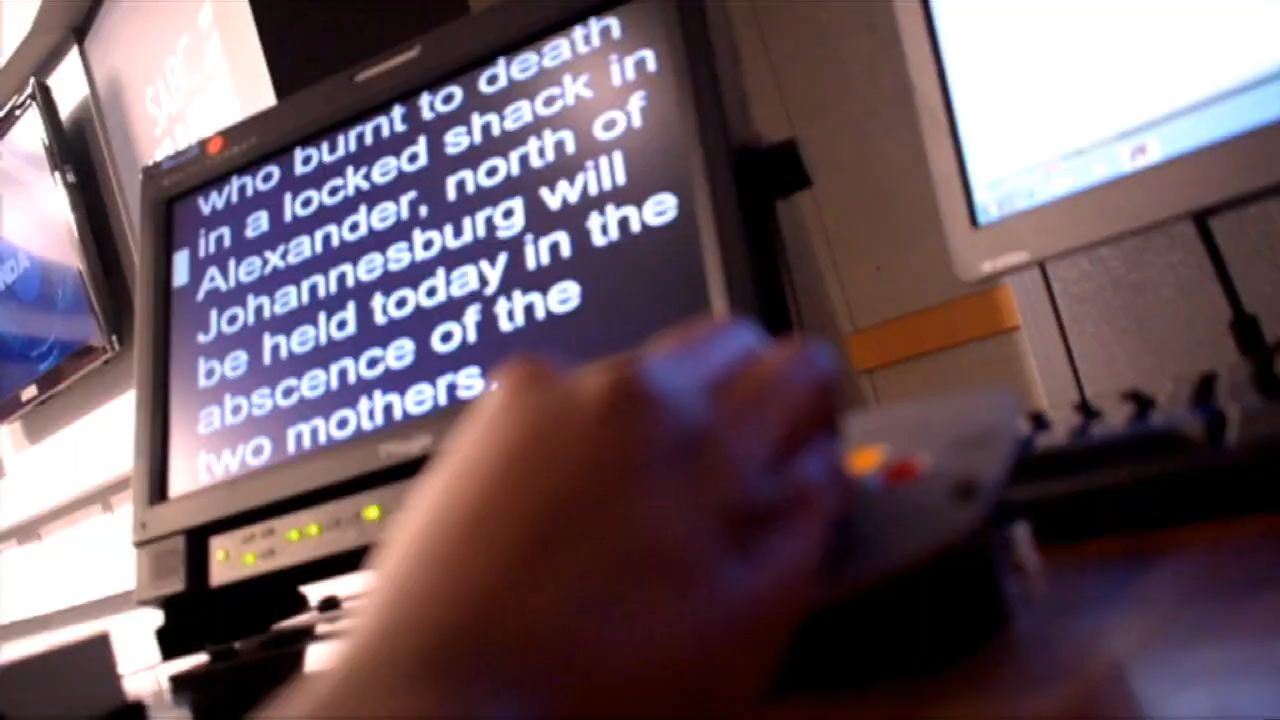 SABC
who burnt to death
in a locked shack in
Alexander, north of
Johannesburg will
be held today in the
abscence of the
two mothers.